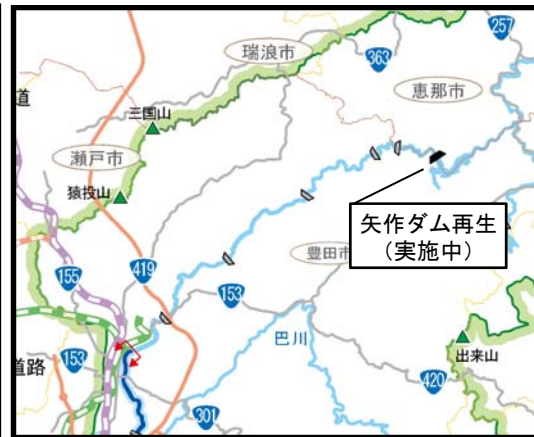 257
瑞浪市
363
道
恵那市
三国山
瀬戸市
猿投山
矢作ダム再生
（実施中）
豊田市
155
419
153
出来山
巴川
153
道路
420
301